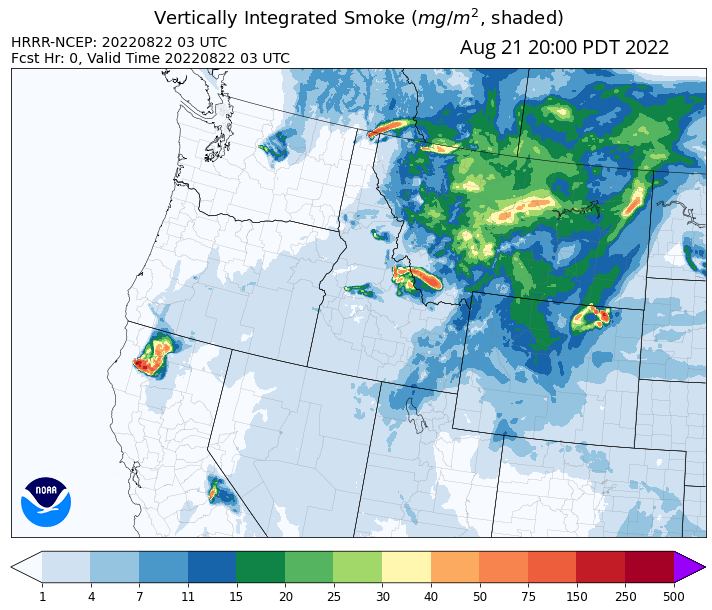 Vertically Integrated Smoke (mg/m², shaded)
HRRR-NCEP: 20220822 03 UTC
Fcst Hr: 0, Valid Time 20220822 03 UTC
Aug 21 20:00 PDT 2022
NOAA
1 4 7 11 15 20 25 30 40 50 75 150 250 500